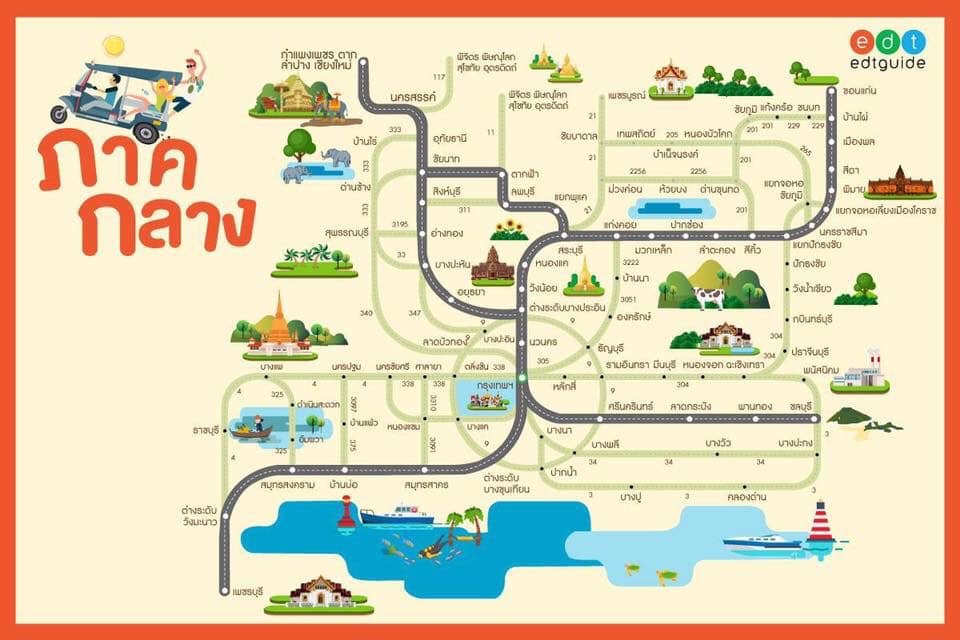 edt
edtguide
ภาค
กลาง
กำแพงเพชร ตาก
ลำปาง เชียงใหม่
พิจิตร พิษณุโลก
สุโขทัย อุตรดิตถ์
117
นครสวรรค์
พิจิตร พิษณุโลก
สุโขทัย อุตรดิตถ์
เพชรบูรณ์
ขอนแก่น
ชัยภูมิ แก้งคร้อ ชนบท
201 201 229 229
บ้านไผ่
333
บ้านไร่
อุทัยธานี
11
ชัยบาดาล
เทพสถิตย์ 205 หนองบัวโคก
265
เมืองพล
333
ชัยนาท
21
บำเน็จณรงค์
201
ตากฟ้า
2256 2256
สีดา
ด่านช้าง
สิงห์บุรี
ลพบุรี
ม่วงค่อม ห้วยบง ด่านขุนทด
แยกจอหอ
ชัยภูมิ
พิมาย
333
311
แยกพุแค
21
201
แยกจอหอเลี่ยงเมืองโคราช
3195
แก่งคอย ปากช่อง
นครราชสีมา
สุพรรณบุรี
อ่างทอง
สระบุรี
มวกเหล็ก ลำตะคอง สีคิ้ว
แยกปักธงชัย
33
บางปะหัน
หนองแค
3222
บ้านนา
ปักธงชัย
วังน้อย
3051
วังน้ำเขียว
อยุธยา
ต่างระดับบางปะอิน
องครักษ์
340
347
9
กบินทร์บุรี
304
ลาดบัวหลวง
บางปะอิน
นวนคร
ธัญบุรี
304
ปราจีนบุรี
9
305
บางแพ นครปฐม นครชัยศรี ศาลายา ตลิ่งชัน 338
รามอินทรา มีนบุรี หนองจอก ฉะเชิงเทรา
พนัสนิคม
4 325 4 4 338 338
กรุงเทพฯ
หลักสี่
304
ดำเนินสะดวก
3097
3310
ศรีนครินทร์ ลาดกระบัง พานทอง ชลบุรี
ราชบุรี
บ้านแพ้ว
หนองแขม
บางแค
บางนา
3
อัมพวา
325
375
3091
9
บางพลี บางวัว บางปะกง
4
34 34 34
ปากน้ำ
สมุทรสงคราม บ้านบ่อ สมุทรสาคร
ต่างระดับ
บางขุนเทียน
3 บางปู 3 คลองด่าน 3
ต่างระดับ
วังมะนาว
เพชรบุรี